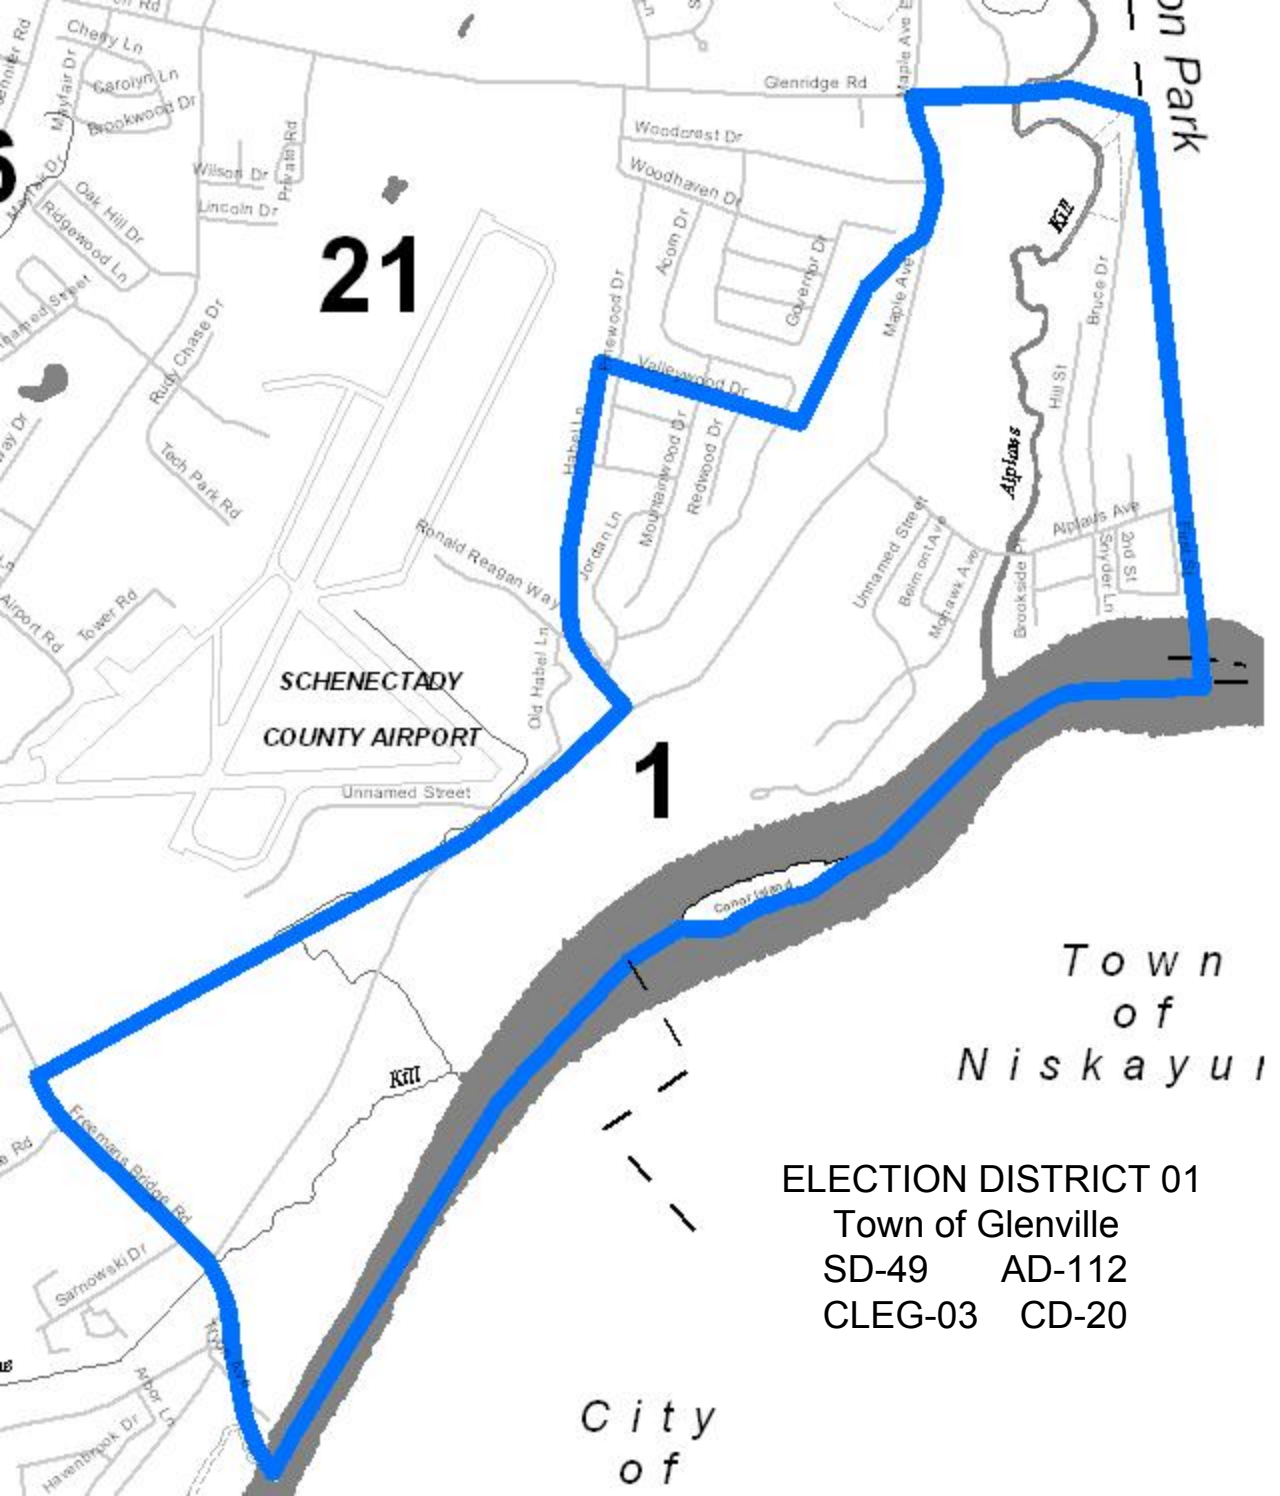 Cherry Ln
Carolyn Ln
Mayfair Dr
Brookwood Dr
Glenridge Rd
Maple Ave E
on Park
Woodcrest Dr
Woodhaven Dr
Wilson Dr
Private Rd
Lincoln Dr
Oak Hill Dr
Ridgewood Ln
21
Acorn Dr
Governor Dr
Maple Ave
Kill
Bruce Dr
Rudy Chase Dr
Valleywood Dr
Habel Ln
Hill St
Mountainwood Dr
Redwood Dr
Alplaus
Tech Park Rd
Ronald Reagan Way
Jordan Ln
Unnamed Street
Belmont Ave
Mohawk Ave
Brookside Pl
Alplaus Ave
Snyder Ln
2nd St
Airport Rd
Tower Rd
Old Habel Ln
SCHENECTADY
COUNTY AIRPORT
Unnamed Street
1
Town
of
Niskayu
Kill
Freemans Bridge Rd
ELECTION DISTRICT 01
Town of Glenville
SD-49 AD-112
CLEG-03 CD-20
Sarnowski Dr
Arbor Ln
Havenbrook Dr
City
of